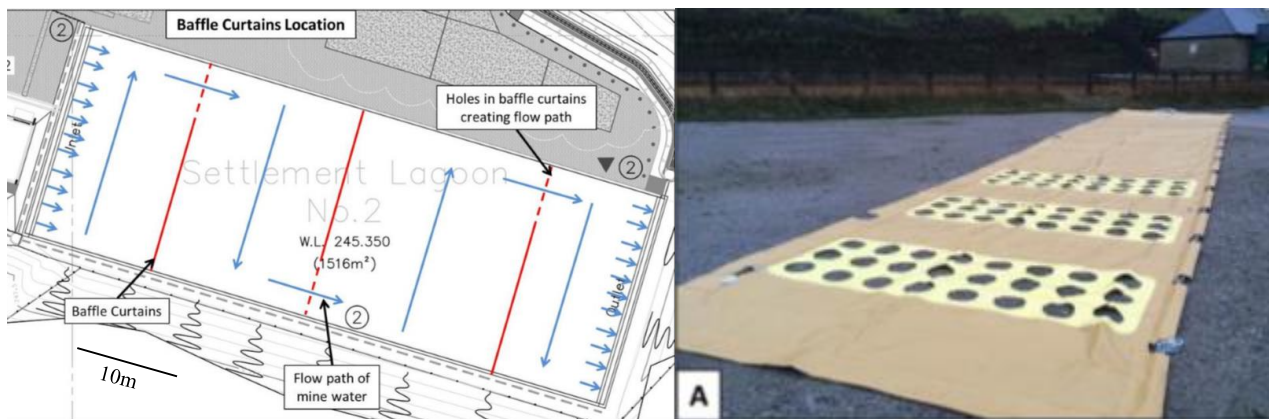 Baffle Curtains Location
2
2
Holes in baffle curtains
creating flow path
Inlet
2
Settlement Lagoon
No.2
W.L. 245.350
(1516m²)
Outlet
Baffle Curtains
2
10m
Flow path of
mine water
A